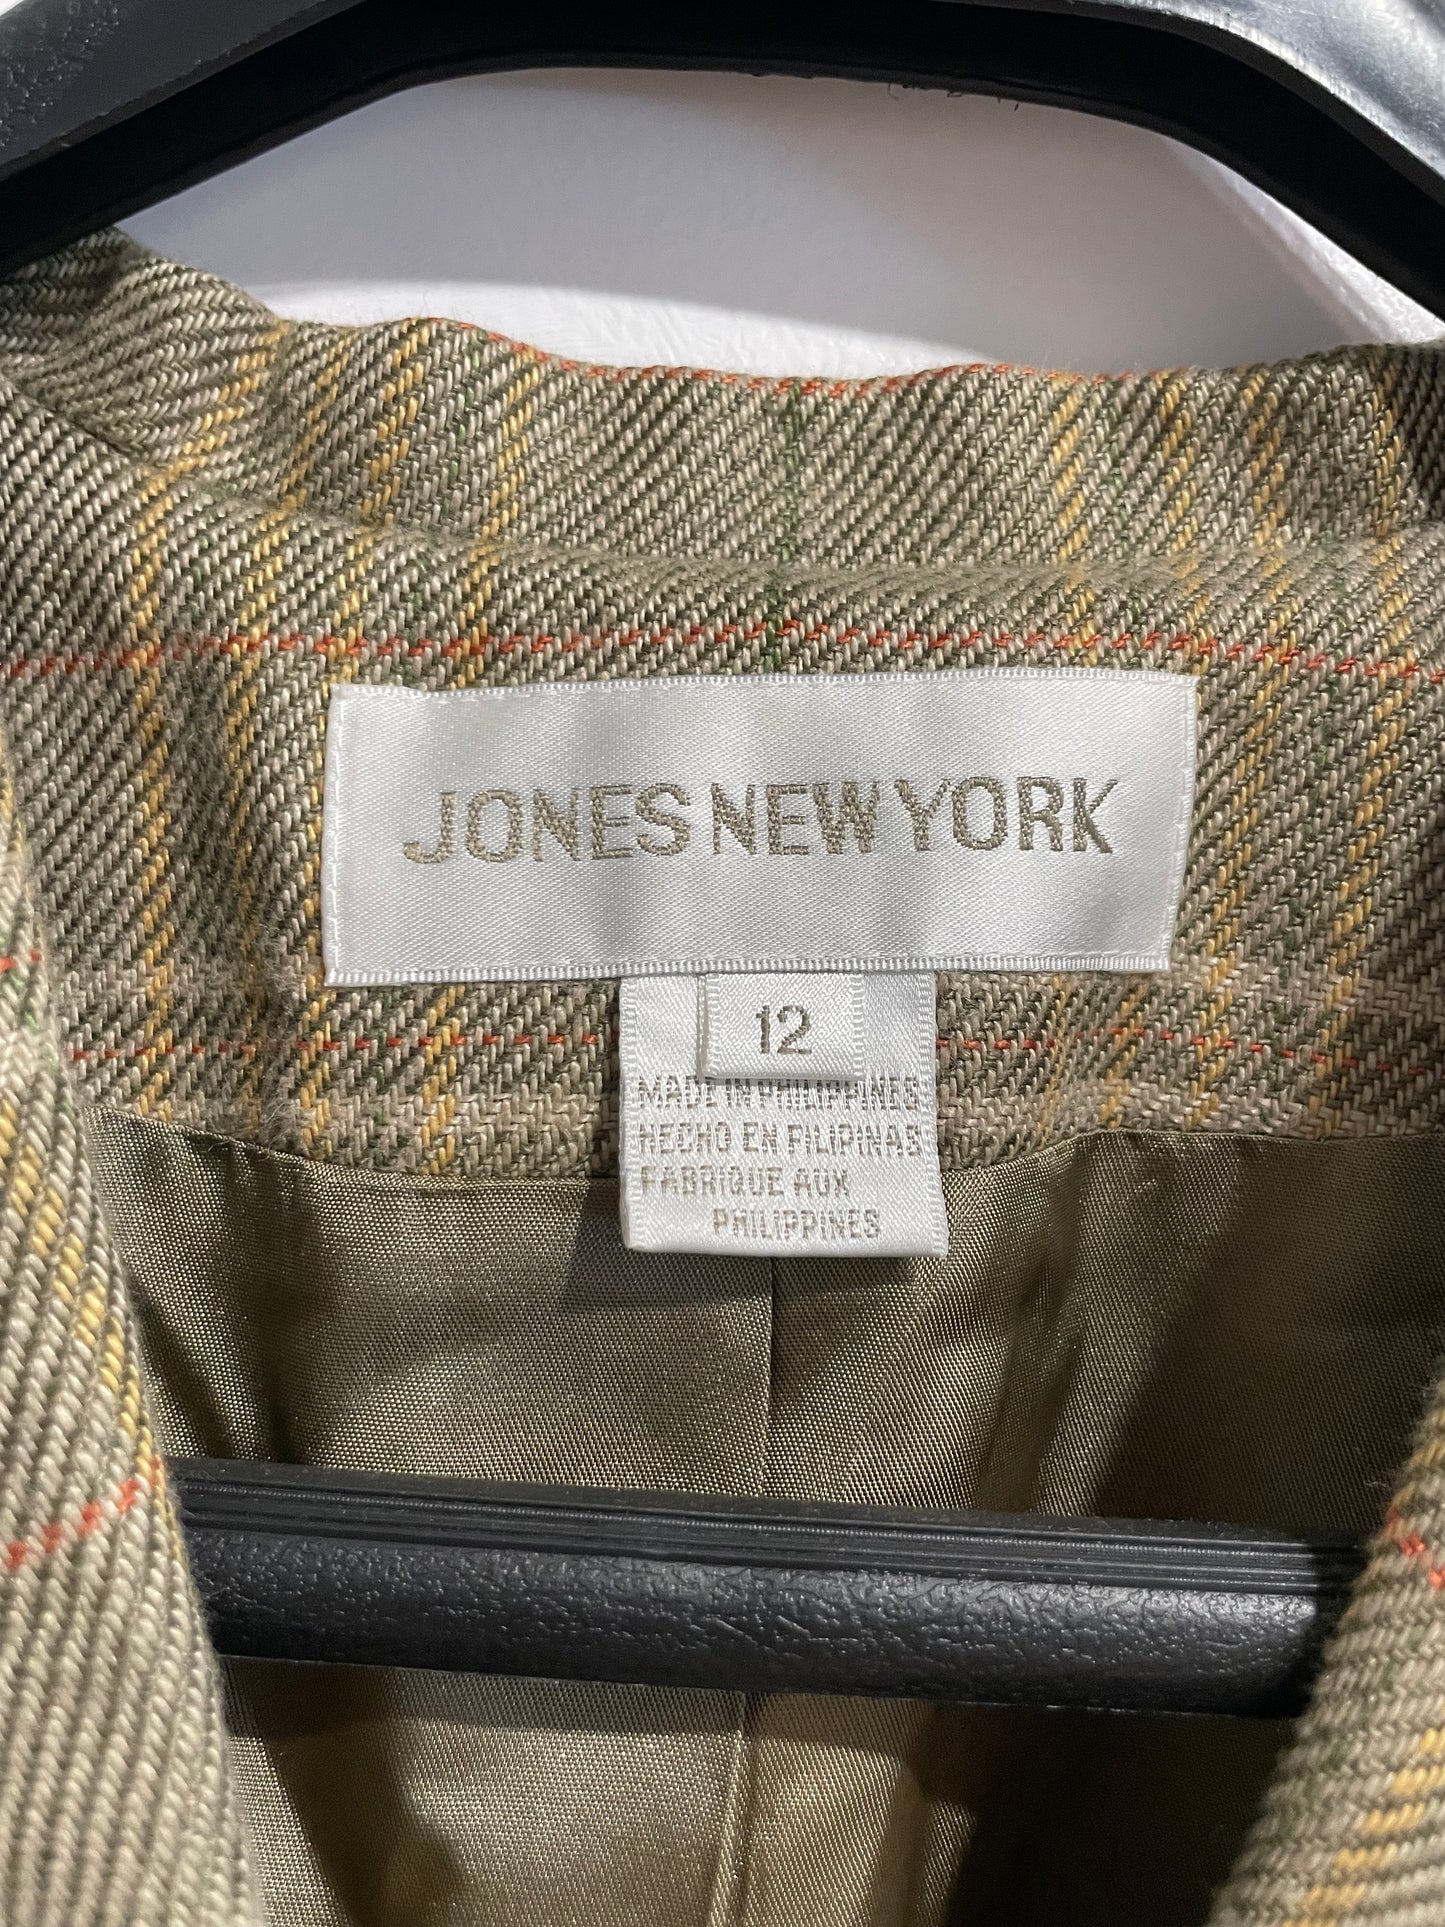 JONES NEW YORK
12
MADE IN PHILIPPINES
HECHO EN FILIPINAS
FABRIQUE AUX
PHILIPPINES